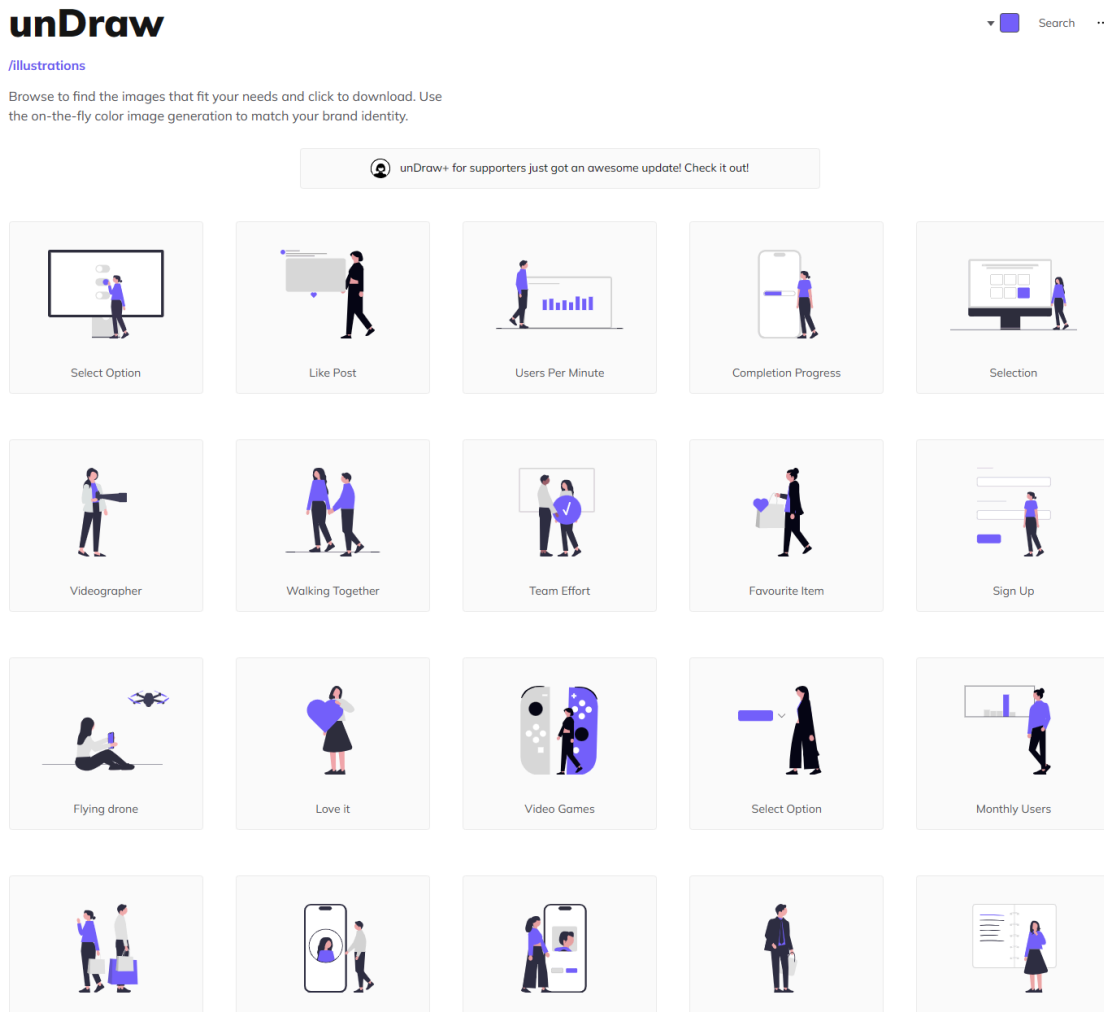 unDraw
Search
/illustrations
Browse to find the images that fit your needs and click to download. Use
the on-the-fly color image generation to match your brand identity.
unDraw+ for supporters just got an awesome update! Check it out!
Select Option
Like Post
Users Per Minute
Completion Progress
Selection
Videographer
Walking Together
Team Effort
Favourite Item
Sign Up
Flying drone
Love it
Video Games
Select Option
Monthly Users